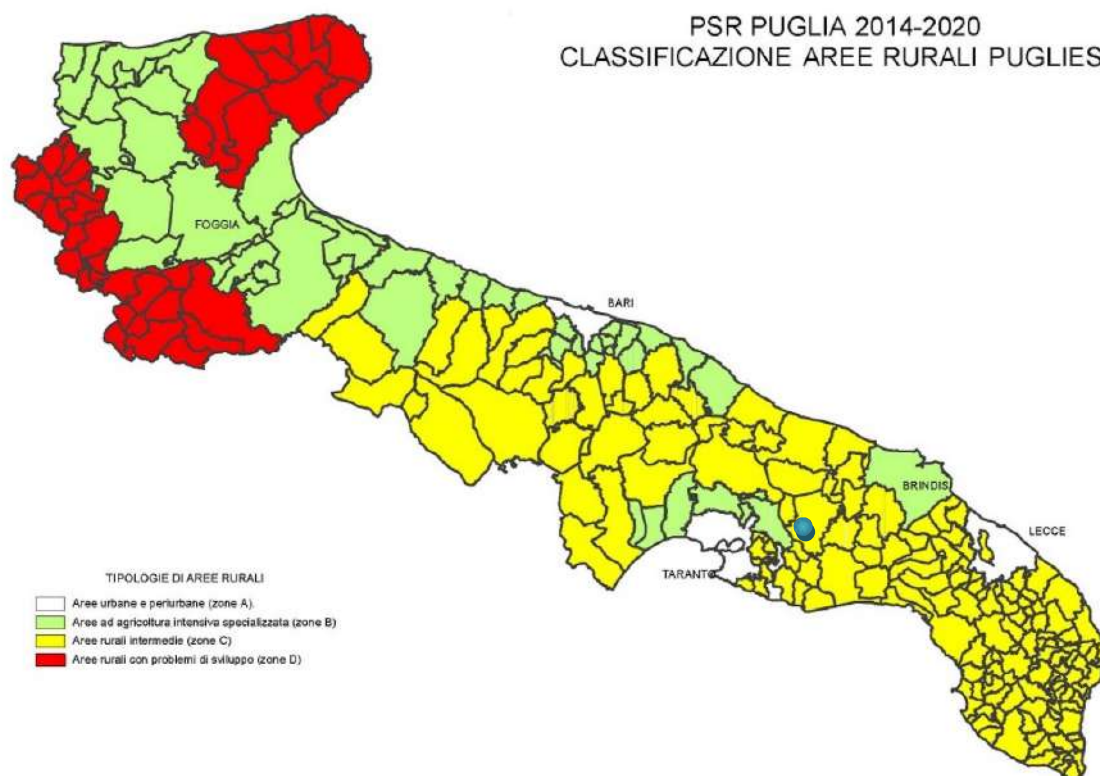 PSR PUGLIA 2014-2020
CLASSIFICAZIONE AREE RURALI PUGLIES
FOGGIA
BARI
BRINDIS
LECCE
TARANTO
TIPOLOGIE DI AREE RURALI
Aree urbane e periurbane (zone A).
Aree ad agricoltura intensiva specializzata (zone B)
Aree rurali intermedie (zone C)
Aree rurali con problemi di sviluppo (zone D)